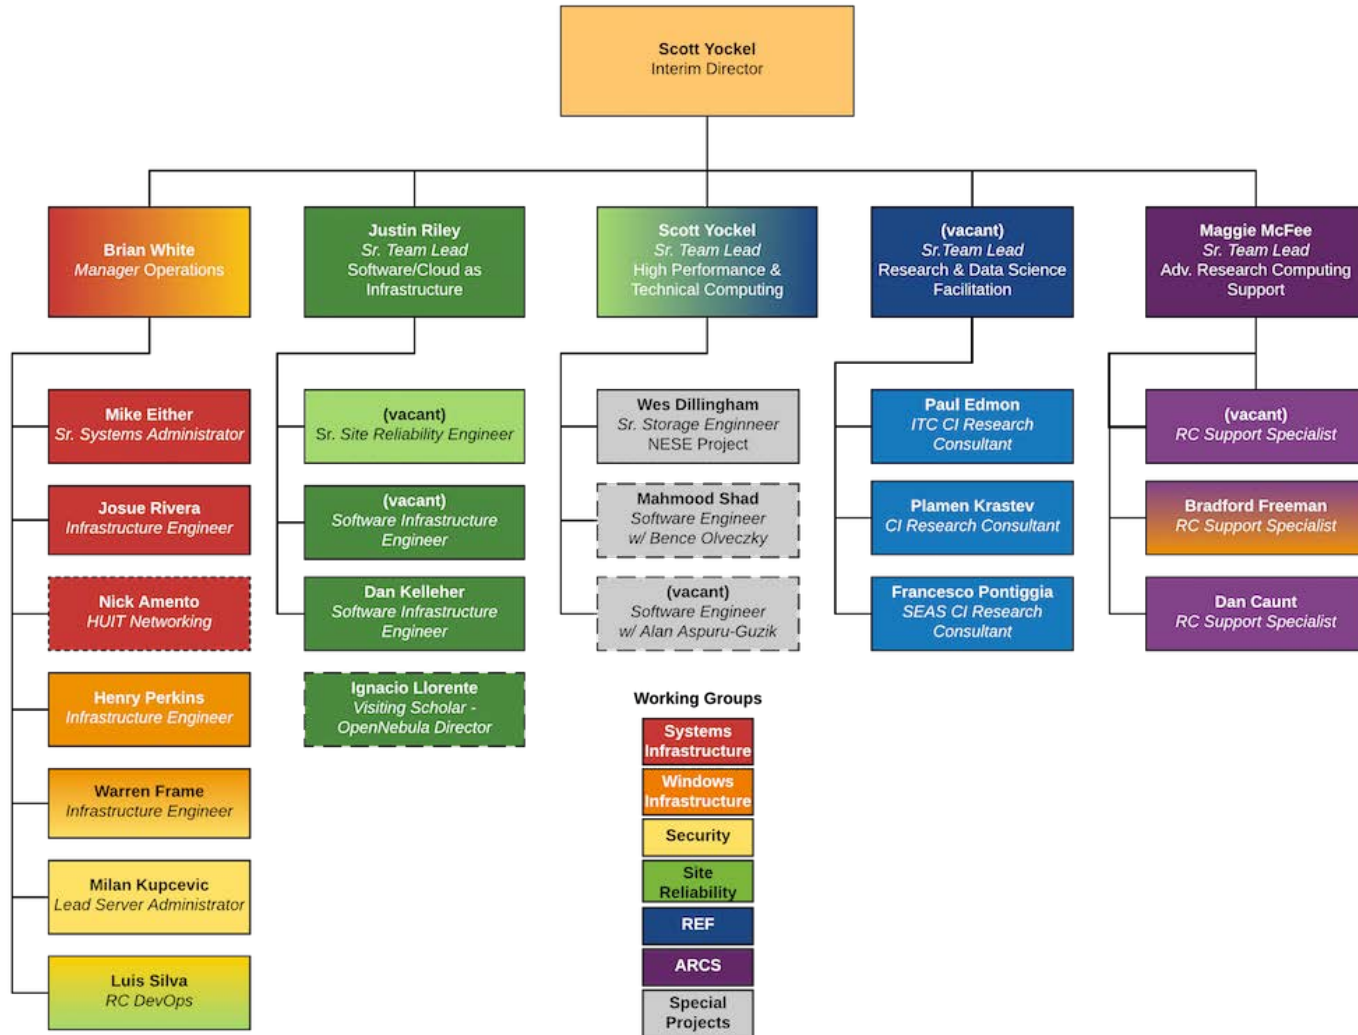 Scott Yockel
Interim Director
Brian White
Manager Operations
Justin Riley
Sr. Team Lead
Software/Cloud as
Infrastructure
Scott Yockel
Sr. Team Lead
High Performance &
Technical Computing
(vacant)
Sr.Team Lead
Research & Data Science
Facilitation
Maggie McFee
Sr. Team Lead
Adv. Research Computing
Support
Mike Either
Sr. Systems Administrator
Josue Rivera
Infrastructure Engineer
Nick Amento
HUIT Networking
Henry Perkins
Infrastructure Engineer
Warren Frame
Infrastructure Engineer
Milan Kupcevic
Lead Server Administrator
Luis Silva
RC DevOps
(vacant)
Sr. Site Reliability Engineer
(vacant)
Software Infrastructure
Engineer
Dan Kelleher
Software Infrastructure
Engineer
Ignacio Llorente
Visiting Scholar -
OpenNebula Director
Wes Dillingham
Sr. Storage Enginneer
NESE Project
Mahmood Shad
Software Engineer
w/ Bence Olveczky
(vacant)
Software Engineer
w/ Alan Aspuru-Guzik
Paul Edmon
ITC CI Research
Consultant
Plamen Krastev
CI Research Consultant
Francesco Pontiggia
SEAS CI Research
Consultant
(vacant)
RC Support Specialist
Bradford Freeman
RC Support Specialist
Dan Caunt
RC Support Specialist
Working Groups
Systems
Infrastructure
Windows
Infrastructure
Security
Site
Reliability
REF
ARCS
Special
Projects